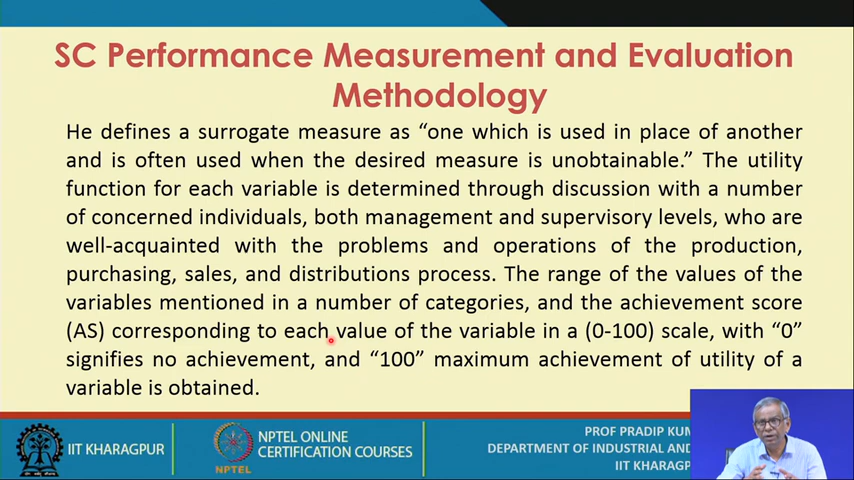 SC Performance Measurement and Evaluation
Methodology
He defines a surrogate measure as “one which is used in place of another
and is often used when the desired measure is unobtainable.” The utility
function for each variable is determined through discussion with a number
of concerned individuals, both management and supervisory levels, who are
well-acquainted with the problems and operations of the production,
purchasing, sales, and distributions process. The range of the values of the
variables mentioned in a number of categories, and the achievement score
(AS) corresponding to each value of the variable in a (0-100) scale, with “0”
signifies no achievement, and “100” maximum achievement of utility of a
variable is obtained.
IIT KHARAGPUR
NPTEL
NPTEL ONLINE
CERTIFICATION COURSES
PROF PRADIP
DEPARTMENT OF INDUSTRIAL AND
IIT